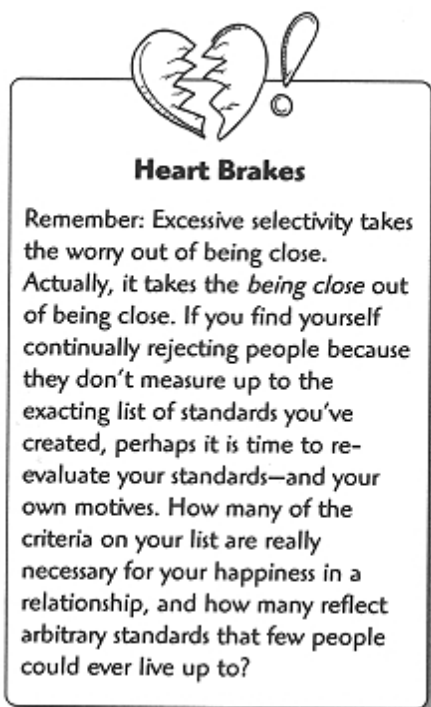 Heart Brakes
Remember: Excessive selectivity takes
the worry out of being close.
Actually, it takes the being close out
of being close. If you find yourself
continually rejecting people because
they don't measure up to the
exacting list of standards you've
created, perhaps it is time to re-
evaluate your standards—and your
own motives. How many of the
criteria on your list are really
necessary for your happiness in a
relationship, and how many reflect
arbitrary standards that few people
could ever live up to?